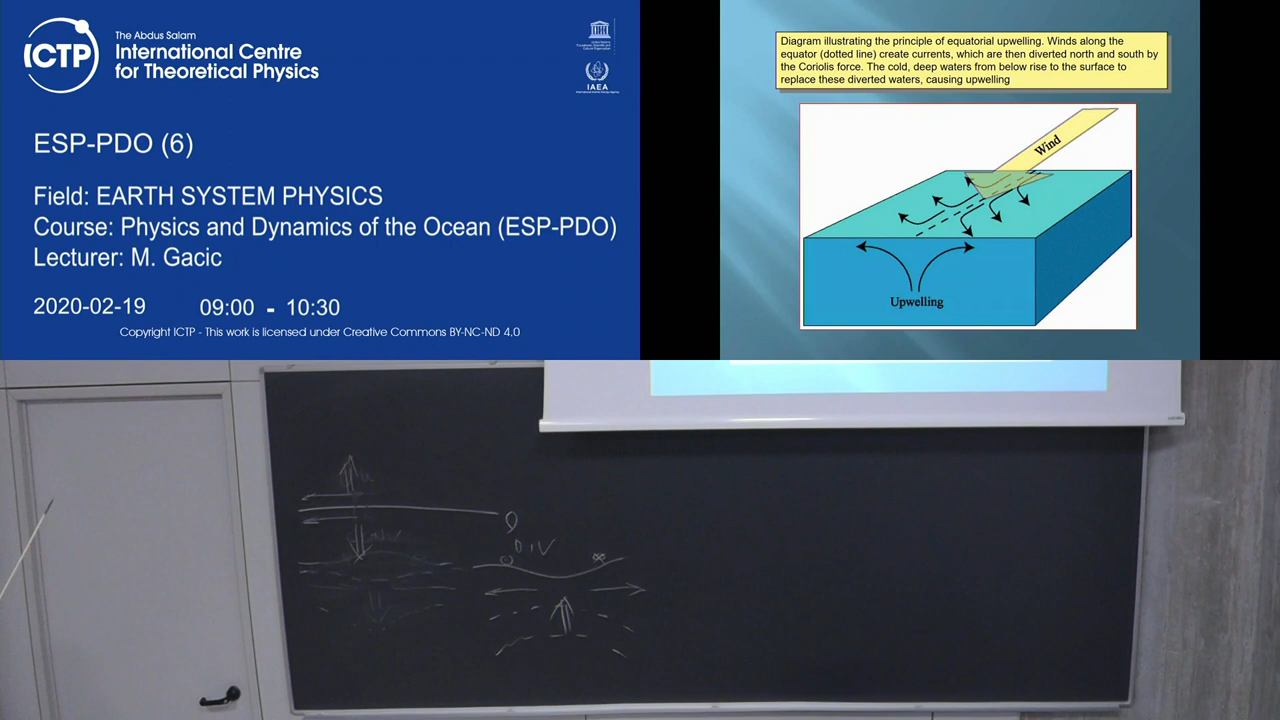 ICTP
The Abdus Salam
International Centre
for Theoretical Physics
IAEA
ESP-PDO (6)
Field: EARTH SYSTEM PHYSICS
Course: Physics and Dynamics of the Ocean (ESP-PDO)
Lecturer: M. Gacic
2020-02-19 09:00 - 10:30
Copyright ICTP - This work is licensed under Creative Commons BY-NC-ND 4.0
Diagram illustrating the principle of equatorial upwelling. Winds along the
equator (dotted line) create currents, which are then diverted north and south by
the Coriolis force. The cold, deep waters from below rise to the surface to
replace these diverted waters, causing upwelling
Wind
Upwelling
DIV